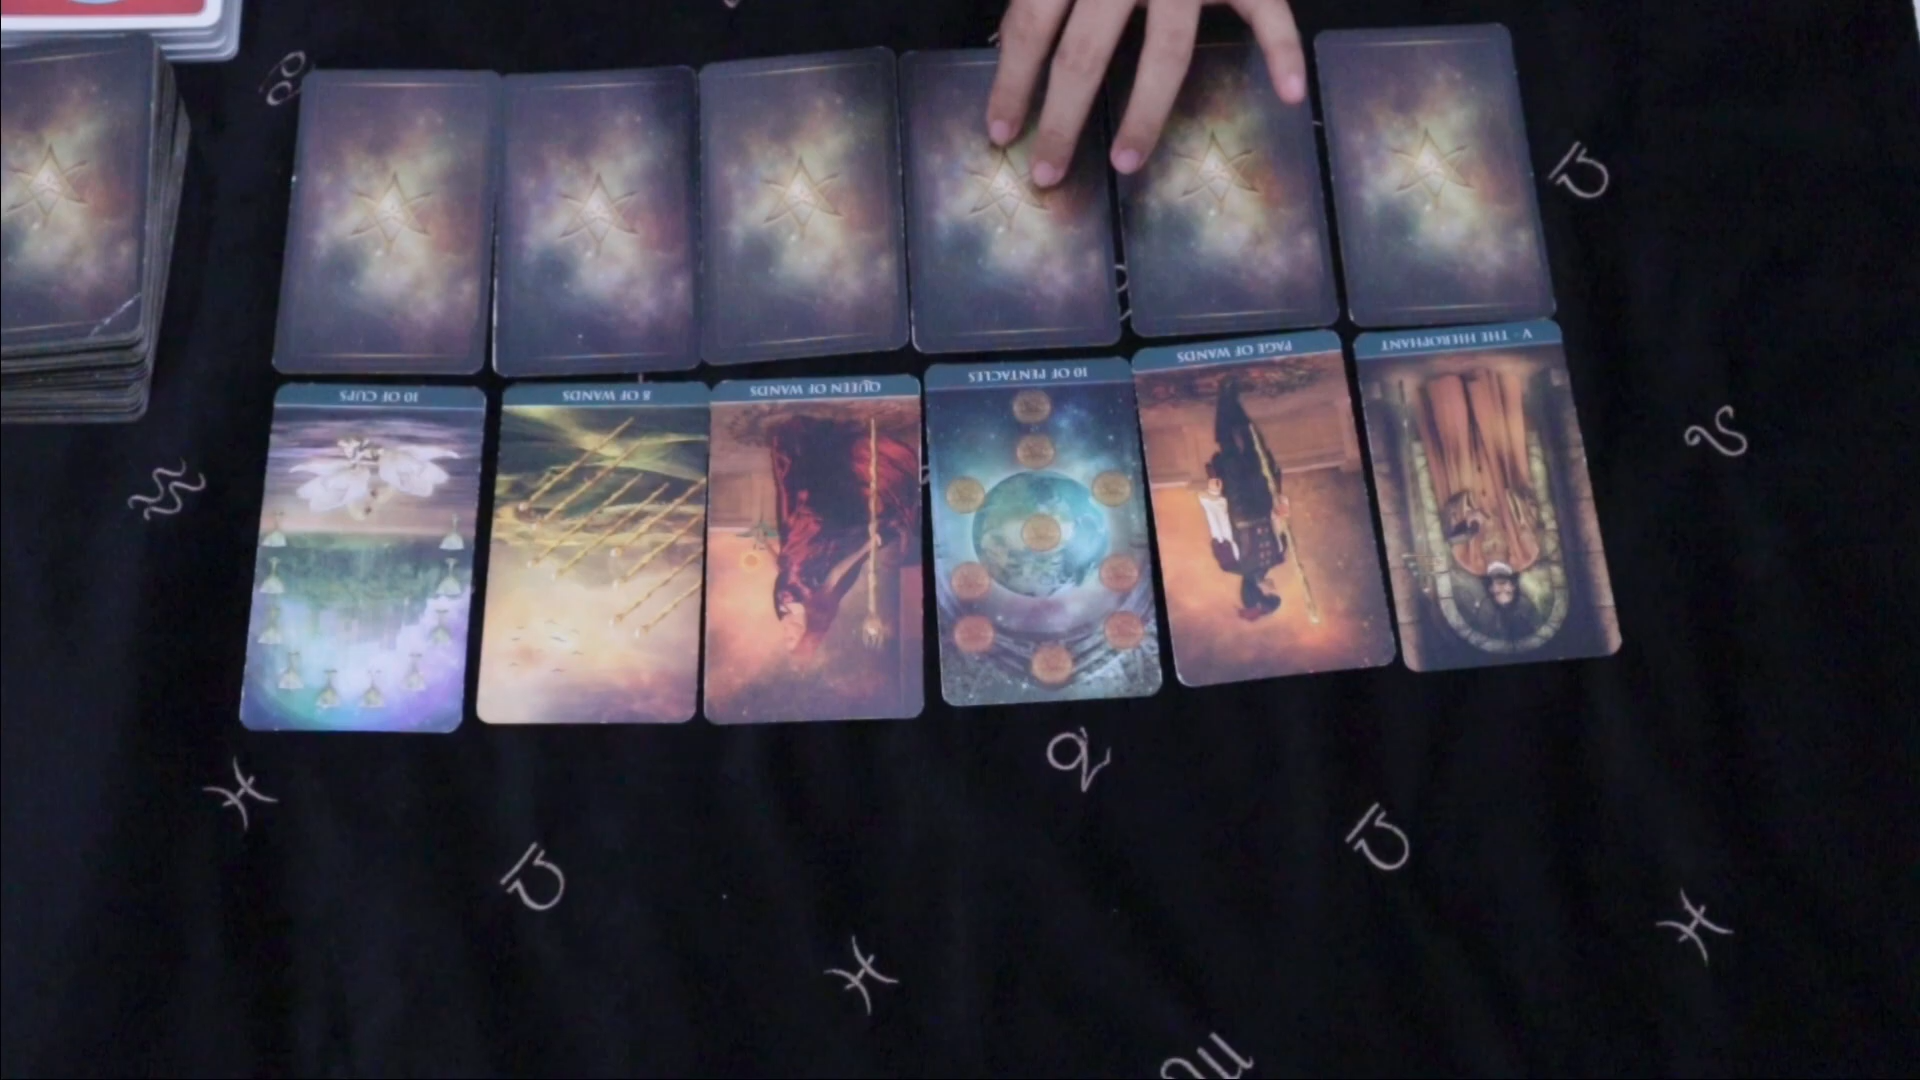 10 OF CUPS
8 OF WANDS
QUEEN OF WANDS
10 OF PENTACLES
PAGE OF WANDS
V - THE HIEROPHANT